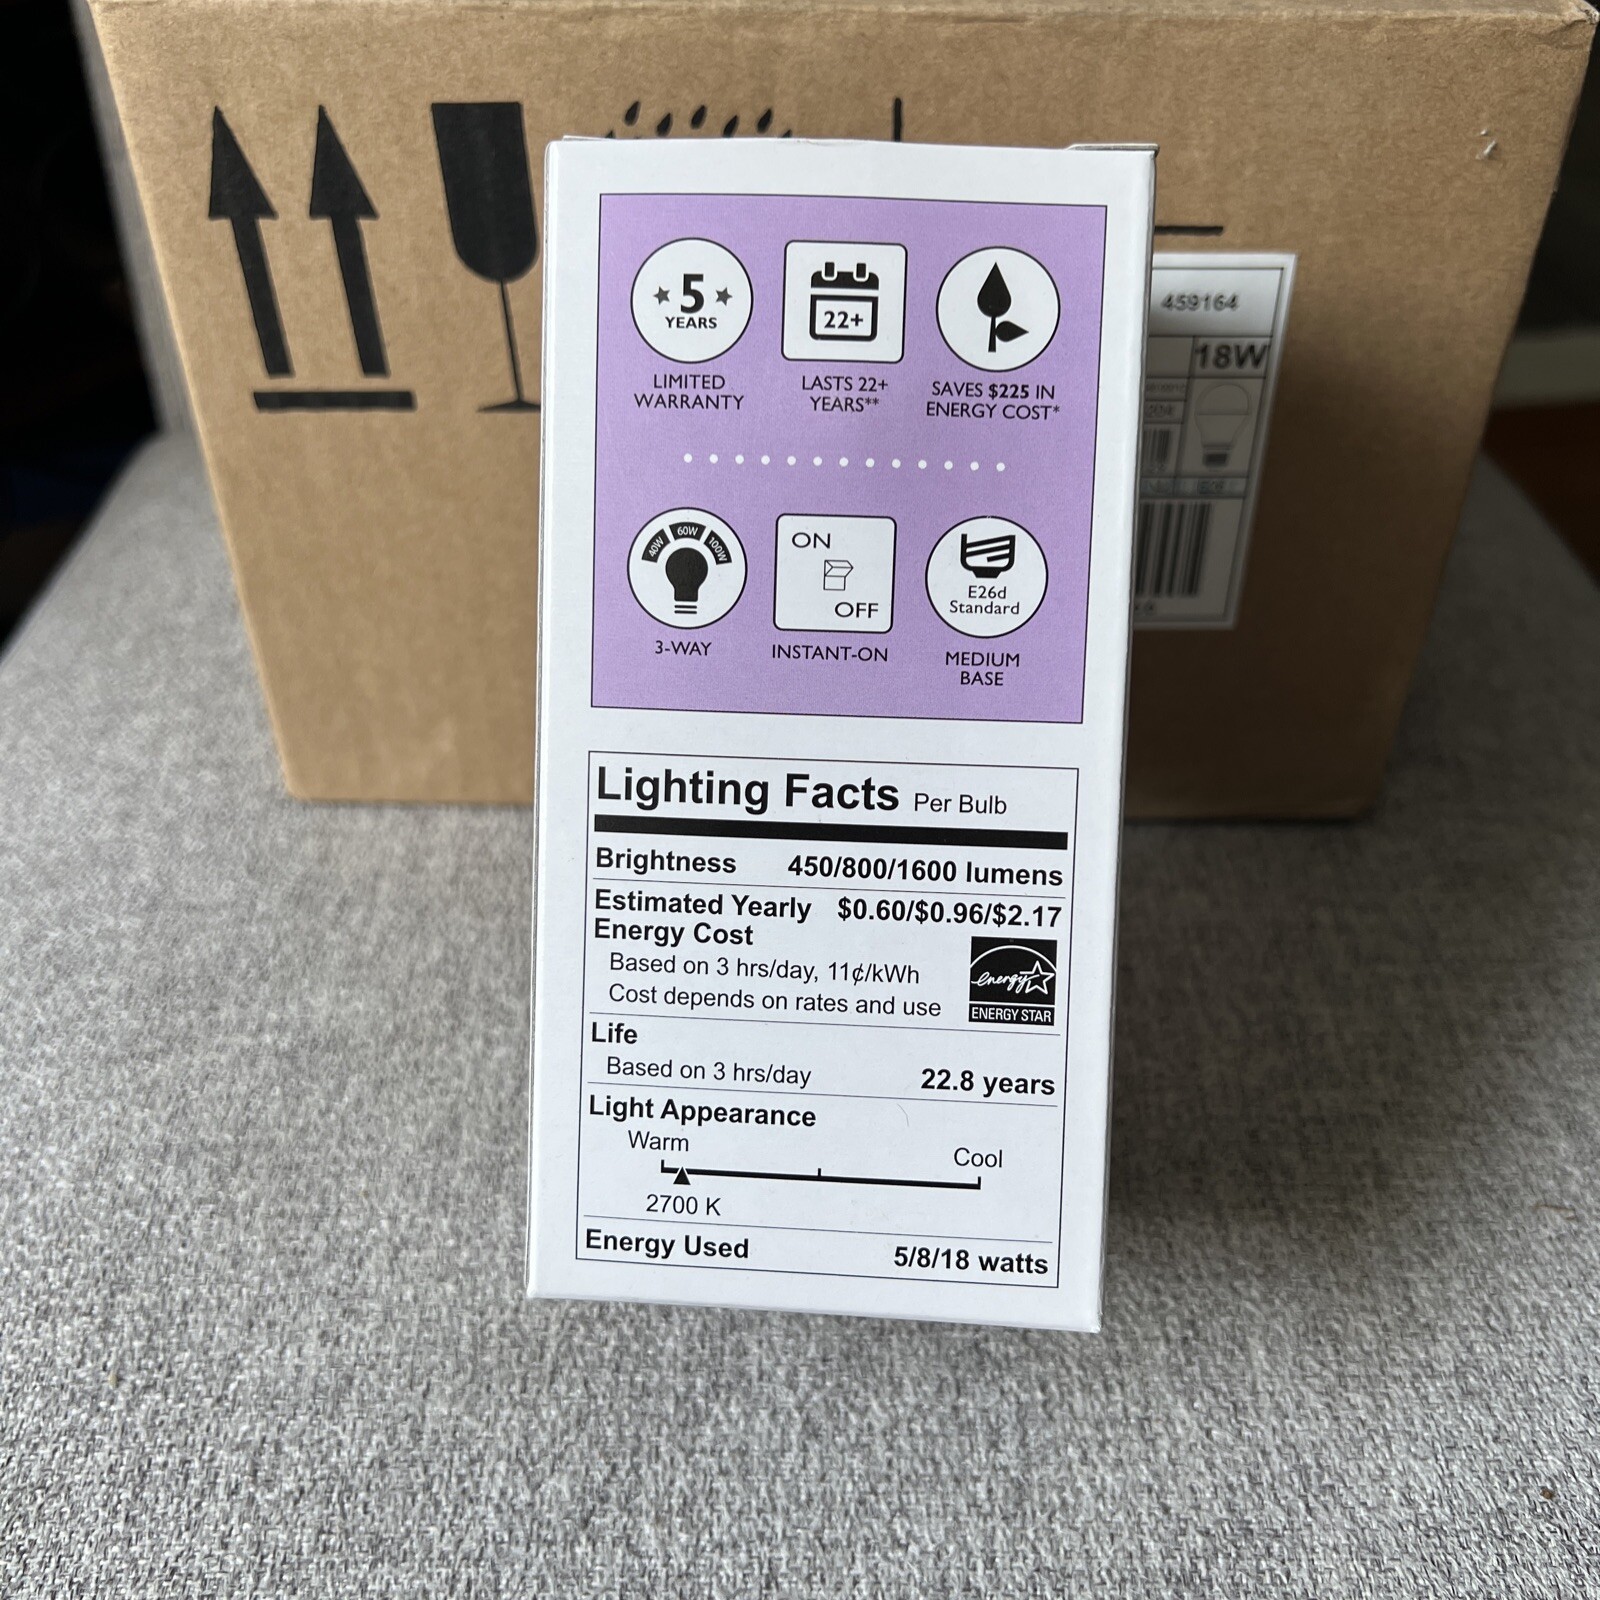 5
YEARS
LIMITED
WARRANTY
22+
LASTS 22+
YEARS**
SAVES $225 IN
ENERGY COST*
40W 60W 100W
3-WAY
ON
OFF
INSTANT-ON
E26d
Standard
MEDIUM
BASE
Lighting Facts Per Bulb
Brightness 450/800/1600 lumens
Estimated Yearly $0.60/$0.96/$2.17
Energy Cost
Based on 3 hrs/day, 11¢/kWh
Cost depends on rates and use
energy
ENERGY STAR
Life
Based on 3 hrs/day 22.8 years
Light Appearance
Warm Cool
2700 K
Energy Used 5/8/18 watts
459164
18W